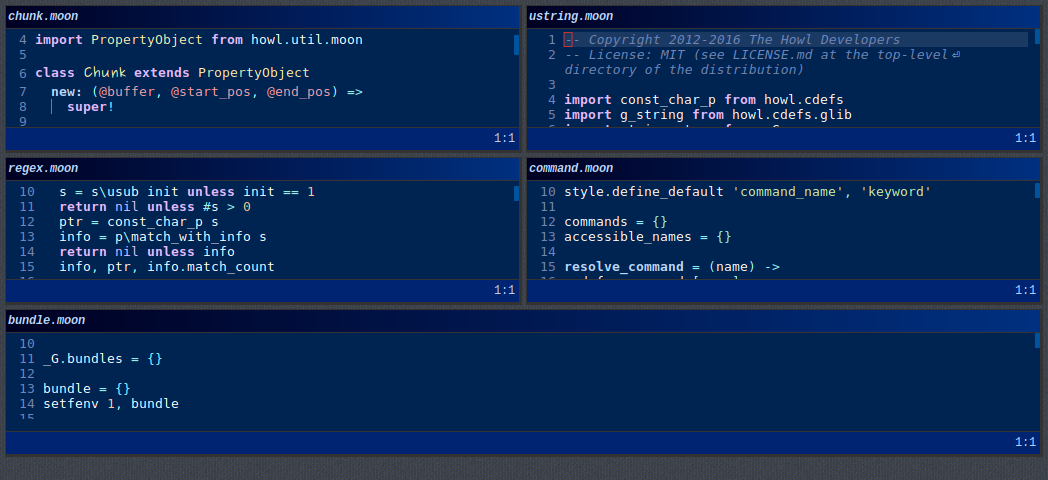 chunk.moon
4 import PropertyObject from howl.util.moon
5
6 class Chunk extends PropertyObject
7 new: (@buffer, @start_pos, @end_pos) =>
8 super!
9
1:1
ustring.moon
1 -- Copyright 2012-2016 The Howl Developers
2 -- License: MIT (see LICENSE.md at the top-level⏎
directory of the distribution)
3
4 import const_char_p from howl.cdefs
5 import g_string from howl.cdefs.glib
1:1
regex.moon
10 s = s\usub init unless init == 1
11 return nil unless #s > 0
12 ptr = const_char_p s
13 info = p\match_with_info s
14 return nil unless info
15 info, ptr, info.match_count
1:1
command.moon
10 style.define_default 'command_name', 'keyword'
11
12 commands = {}
13 accessible_names = {}
14
15 resolve_command = (name) ->
1:1
bundle.moon
10
11 _G.bundles = {}
12
13 bundle = {}
14 setfenv 1, bundle
15
1:1